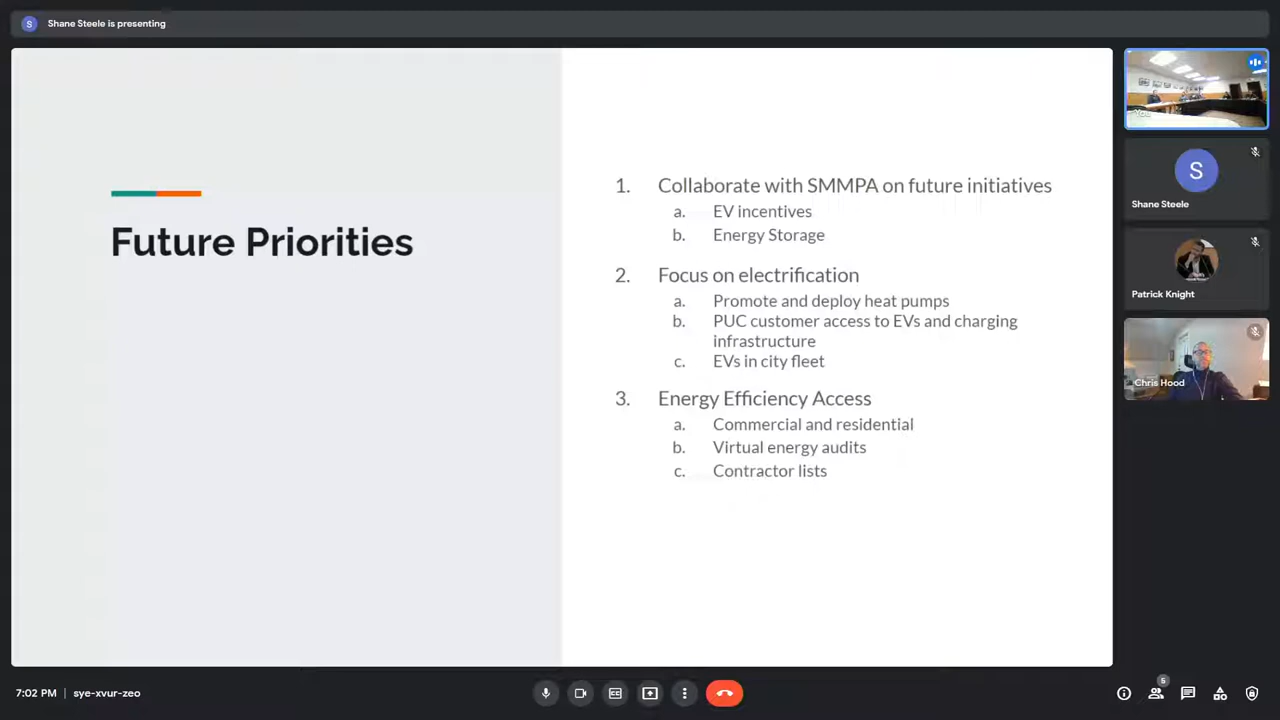 S Shane Steele is presenting
Future Priorities
1. Collaborate with SMMPA on future initiatives
a. EV incentives
b. Energy Storage
2. Focus on electrification
a. Promote and deploy heat pumps
b. PUC customer access to EVs and charging
infrastructure
c. EVs in city fleet
3. Energy Efficiency Access
a. Commercial and residential
b. Virtual energy audits
c. Contractor lists
You
S
Shane Steele
Patrick Knight
Chris Hood
7:02 PM | sye-xvur-zeo
5